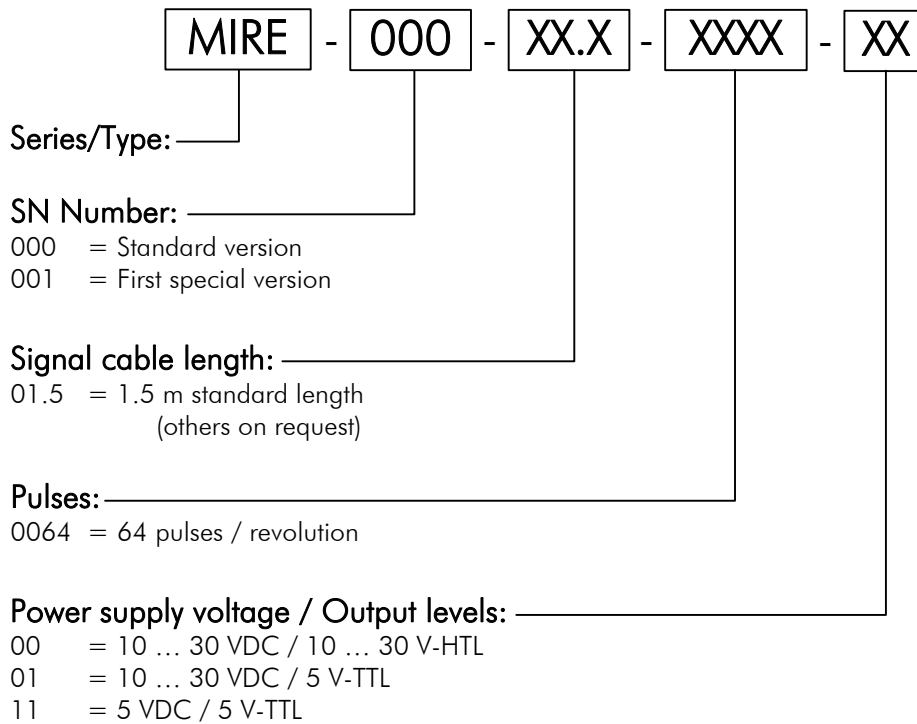 MIRE - 000 - XX.X - XXXX - XX
Series/Type:
SN Number:
000 = Standard version
001 = First special version
Signal cable length:
01.5 = 1.5 m standard length
(others on request)
Pulses:
0064 = 64 pulses / revolution
Power supply voltage / Output levels:
00 = 10 ... 30 VDC / 10 ... 30 V-HTL
01 = 10 ... 30 VDC / 5 V-TTL
11 = 5 VDC / 5 V-TTL